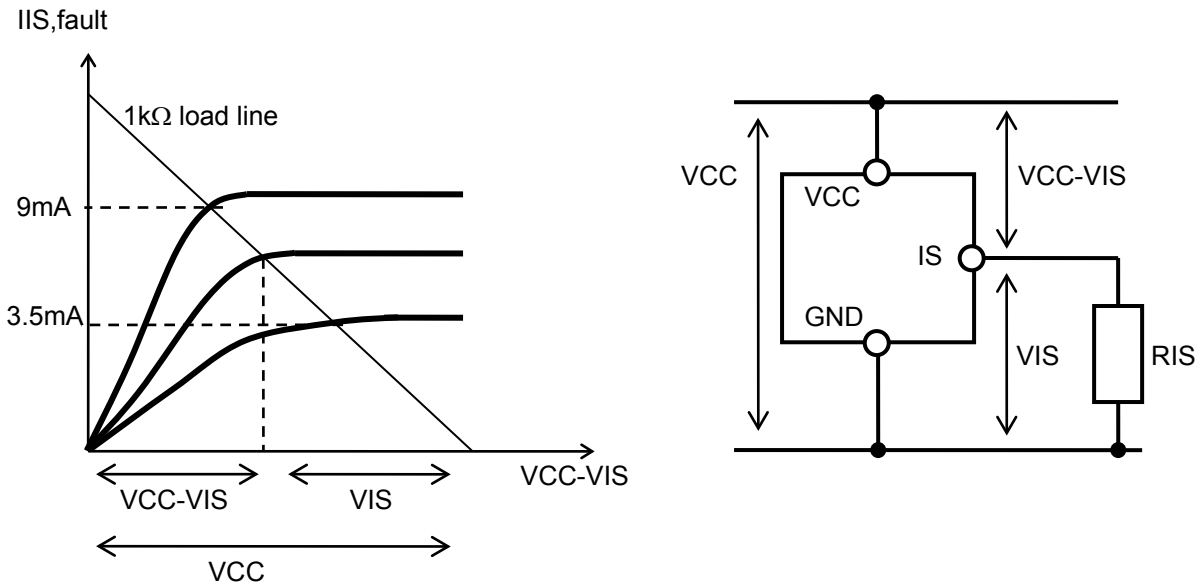 IIS,fault
1kΩ load line
9mA
3.5mA
VCC-VIS
VCC-VIS
VIS
VCC
VCC
VCC
VCC-VIS
IS
GND
VIS
RIS